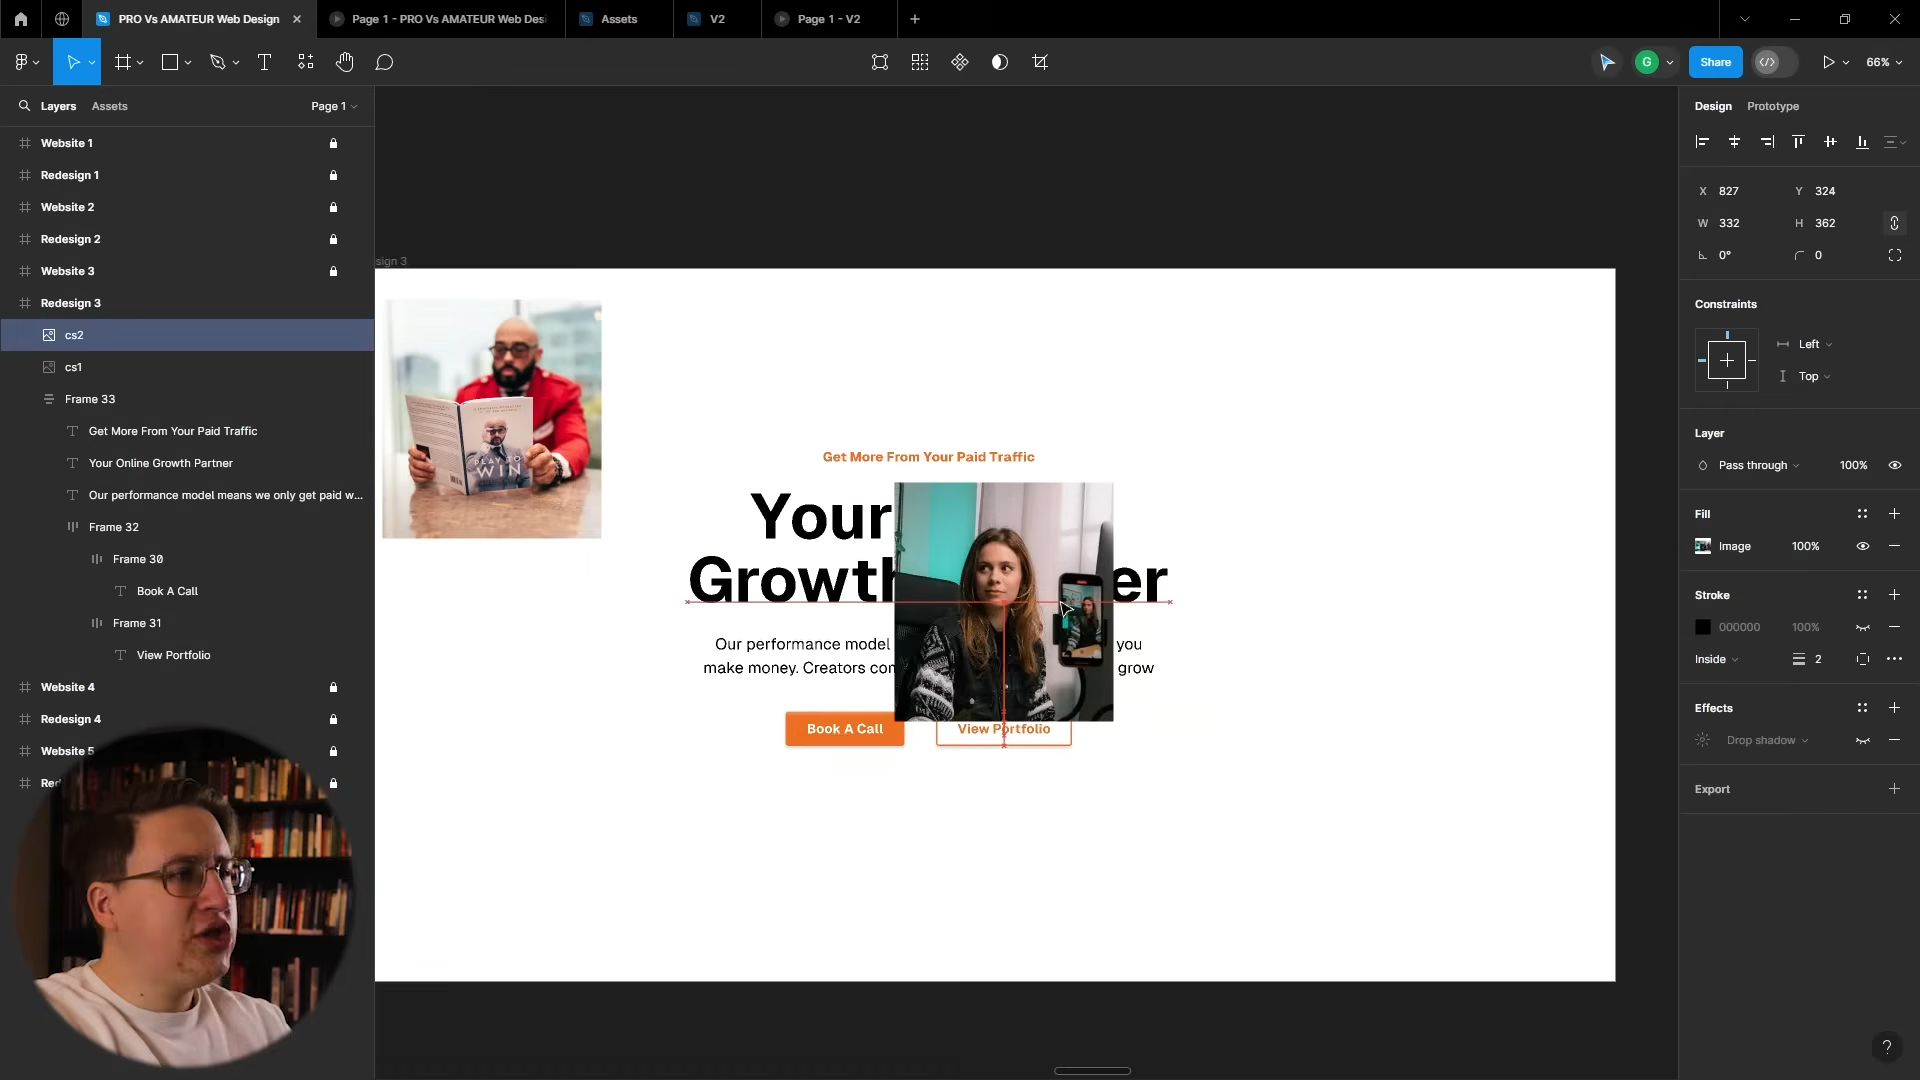 PRO Vs AMATEUR Web Design
Page 1 - PRO Vs AMATEUR Web Desi
Assets
V2
Page 1 - V2
G
Share
66%
Layers
Assets
Page 1
Website 1
Redesign 1
Website 2
Redesign 2
Website 3
Redesign 3
cs2
cs1
Frame 33
Get More From Your Paid Traffic
Your Online Growth Partner
Our performance model means we only get paid w...
Frame 32
Frame 30
Book A Call
Frame 31
View Portfolio
Website 4
Redesign 4
Website 5
Red
sign 3
PLAY TO
WIN
Get More From Your Paid Traffic
Your
Growth er
Our performance model you
make money. Creators con grow
Book A Call
View Portfolio
Design
Prototype
X 827
Y 324
W 332
H 362
0°
0
Constraints
Left
Top
Layer
Pass through
100%
Fill
Image
100%
Stroke
000000
100%
Inside
2
Effects
Drop shadow
Export
?